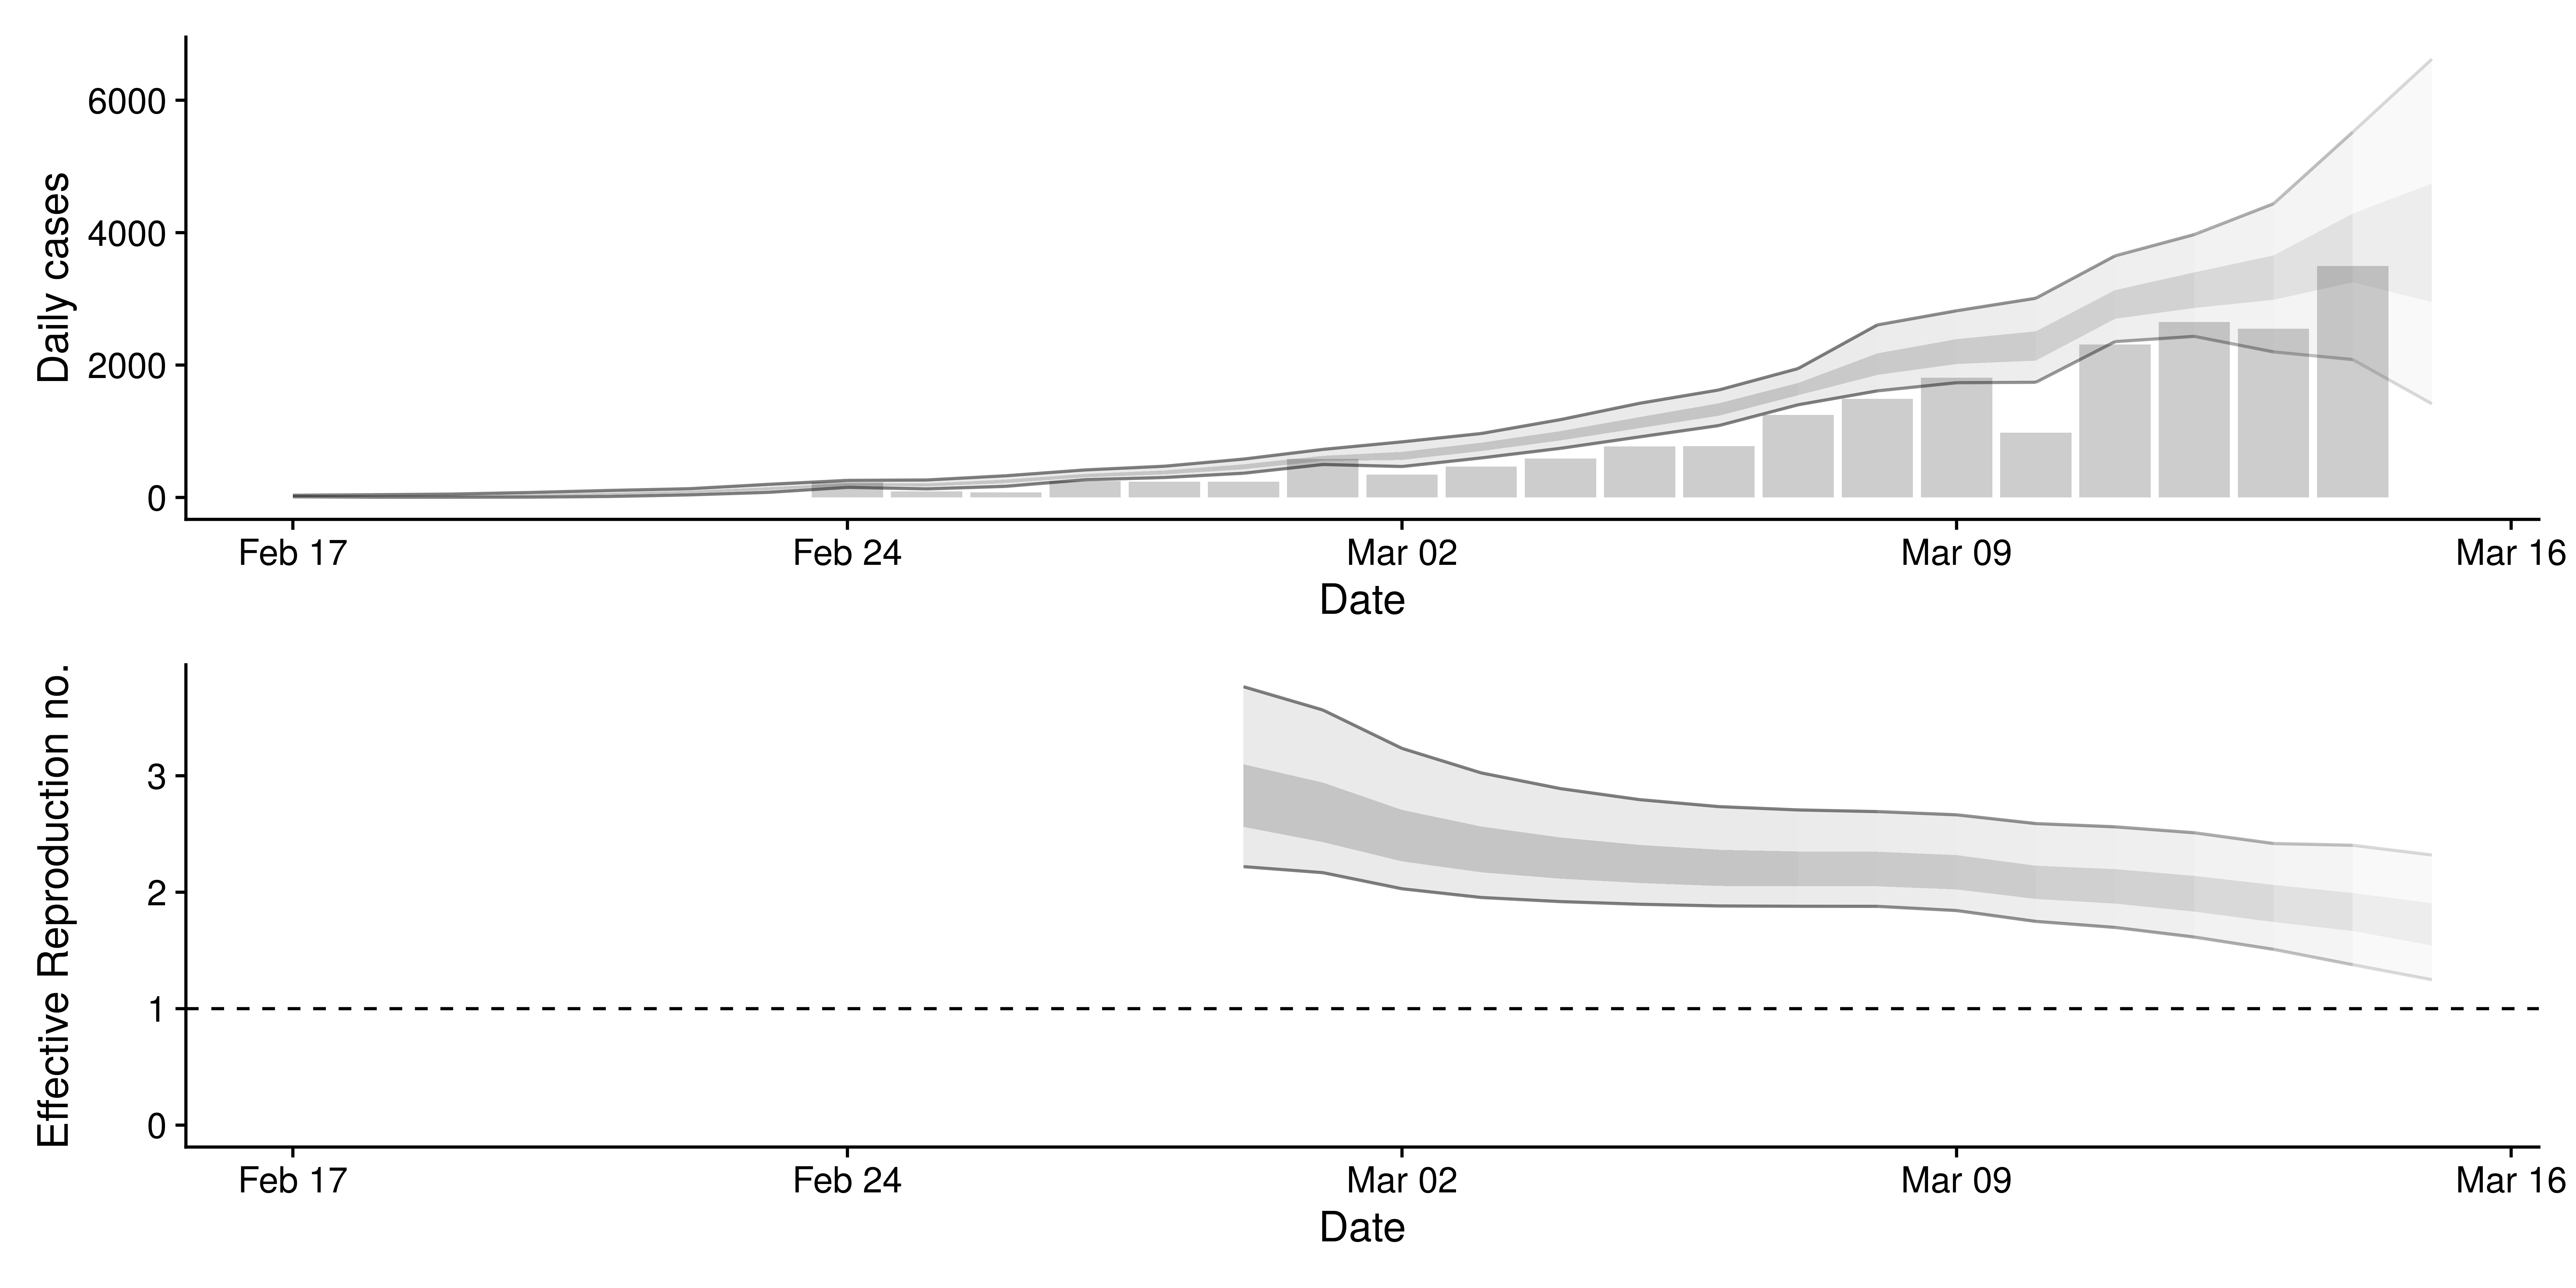 Daily cases
6000
4000
2000
0
Feb 17
Feb 24
Mar 02
Mar 09
Mar 16
Date
Effective Reproduction no.
3
2
1
0
Feb 17
Feb 24
Mar 02
Mar 09
Mar 16
Date